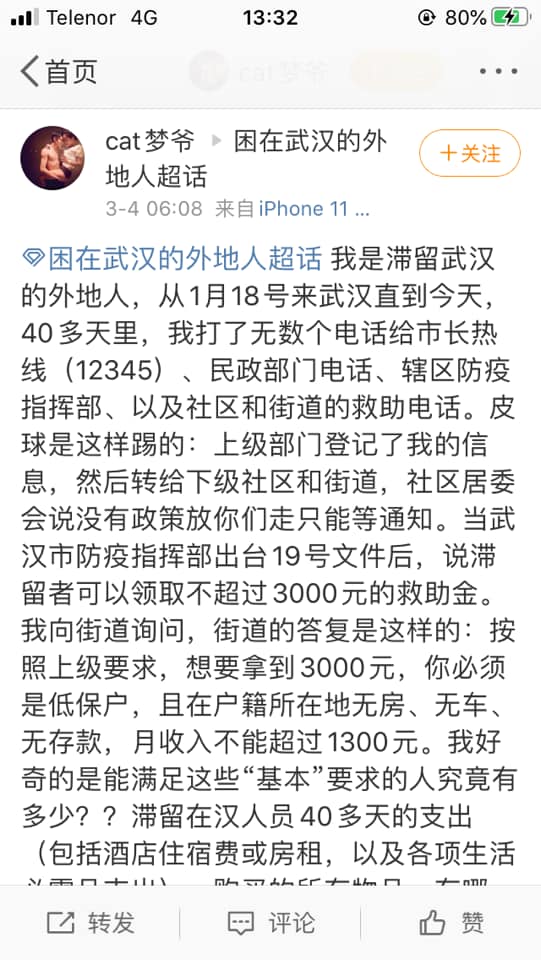 Telenor 4G 13:32 80%
首页 cat梦爷
cat梦爷 困在武汉的外
地人超话
+关注
3-4 06:08 来自iPhone 11 ...
困在武汉的外地人超话 我是滞留武汉
的外地人，从1月18号来武汉直到今天，
40多天里，我打了无数个电话给市长热
线（12345）、民政部门电话、辖区防疫
指挥部、以及社区和街道的救助电话。皮
球是这样踢的：上级部门登记了我的信
息，然后转给下级社区和街道，社区居委
会说没有政策放你们走只能等通知。当武
汉市防疫指挥部出台19号文件后，说滞
留者可以领取不超过3000元的救助金。
我向街道询问，街道的答复是这样的：按
照上级要求，想要拿到3000元，你必须
是低保户，且在户籍所在地无房、无车、
无存款，月收入不能超过1300元。我好
奇的是能满足这些“基本”要求的人究竟有
多少？？滞留在汉人员40多天的支出
（包括酒店住宿费或房租，以及各项生活
转发 评论 赞